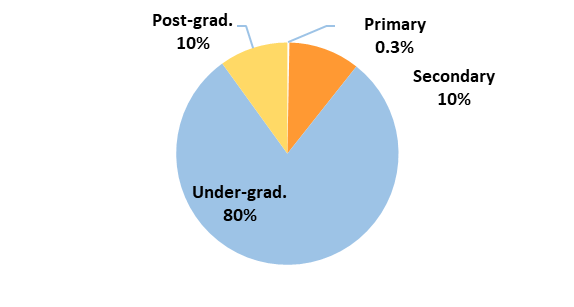 Post-grad.
10%
Primary
0.3%
Secondary
10%
Under-grad.
80%